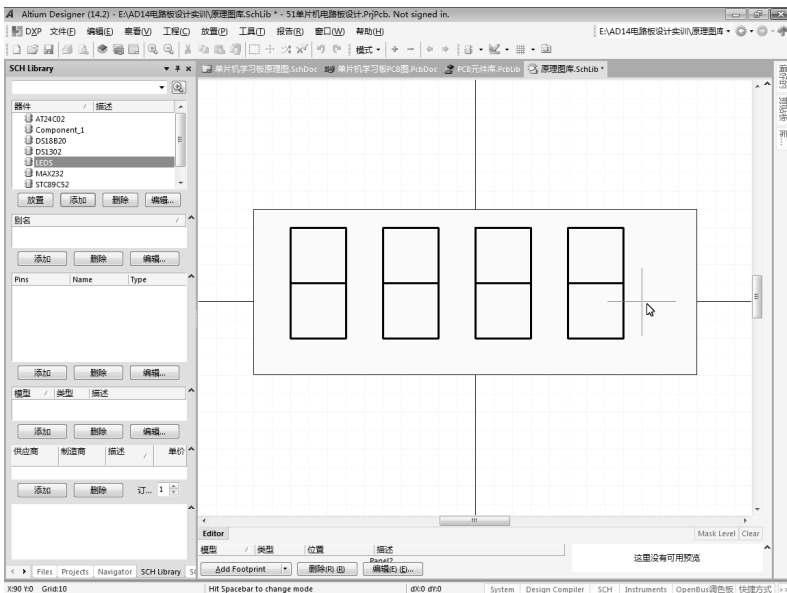 Altium Designer (14.2) - E:\AD14电路板设计实训\原理图库.SchLib * - 51单片机电路板设计.PrjPcb. Not signed in.
DXP 文件(F) 编辑(E) 察看(V) 工程(C) 放置(P) 工具(T) 报告(R) 窗口(W) 帮助(H) E:\AD14电路板设计实训\原理图库
模式
SCH Library 单片机学习板原理图.SchDoc 单片机学习板PCB图.PcbDoc PCB元件库.PcbLib 原理图库.SchLib *
器件 / 描述
AT24C02
Component_1
DS18B20
DS1302
LEDS
MAX232
STC89C52
放置 添加 删除 编辑...
别名 /
添加 删除 编辑...
Pins Name Type
添加 删除 编辑...
模型 / 类型 描述
添加 删除 编辑...
供应商 制造商 描述 / 单价
添加 删除 订... 1
Editor Mask Level Clear
模型 / 类型 位置 描述
Panel2
这里没有可用预览
Add Footprint 删除(R) (R) 编辑(E) (E)...
Files Projects Navigator SCH Library
X:90 Y:0 Grid:10 Hit Spacebar to change mode dX:0 dY:0 System Design Compiler SCH Instruments OpenBus调色板 快捷方式
剪贴板